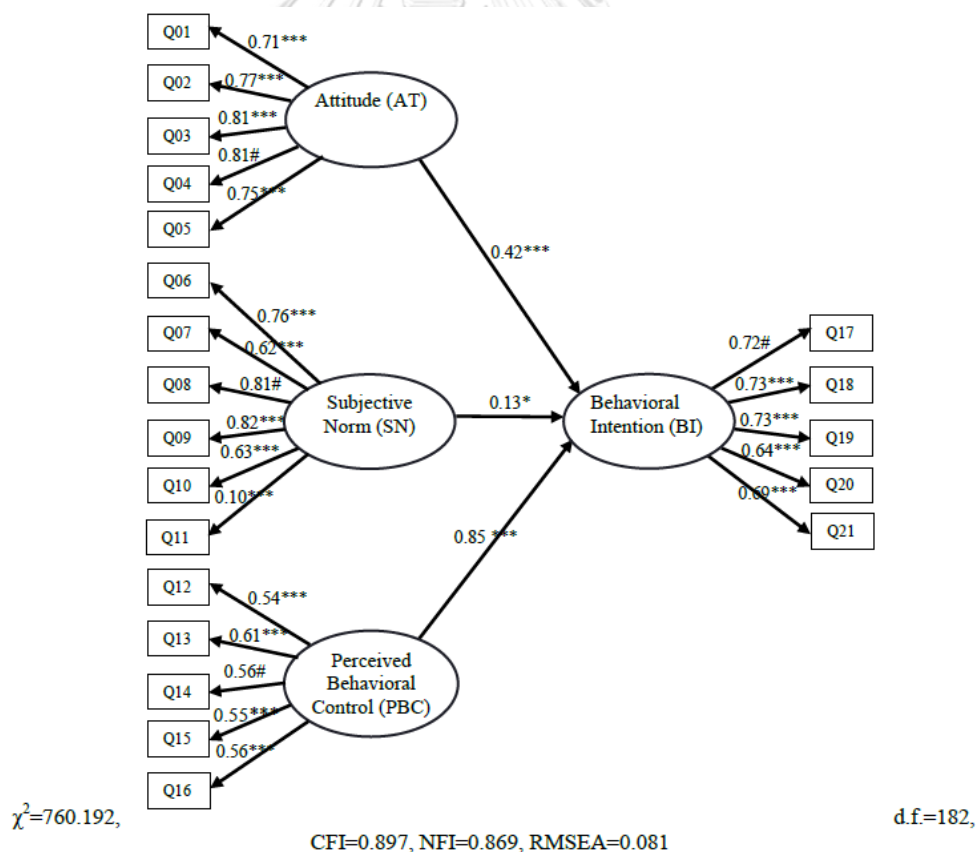 Q01
0.71***
Q02
0.77***
Q03
0.81***
Q04
0.81#
Q05
0.75***
Attitude (AT)
0.42***
Q06
0.76***
Q07
0.62***
Q08
0.81#
Q09
0.82***
Q10
0.63***
Q11
0.10***
Subjective
Norm (SN)
0.13*
Behavioral
Intention (BI)
0.72#
Q17
0.73***
Q18
0.73***
Q19
0.64***
Q20
0.69***
Q21
0.85 ***
Q12
0.54***
Q13
0.61***
Q14
0.56#
Q15
0.55***
Q16
0.56***
Perceived
Behavioral
Control (PBC)
χ²=760.192, d.f.=182,
CFI=0.897, NFI=0.869, RMSEA=0.081